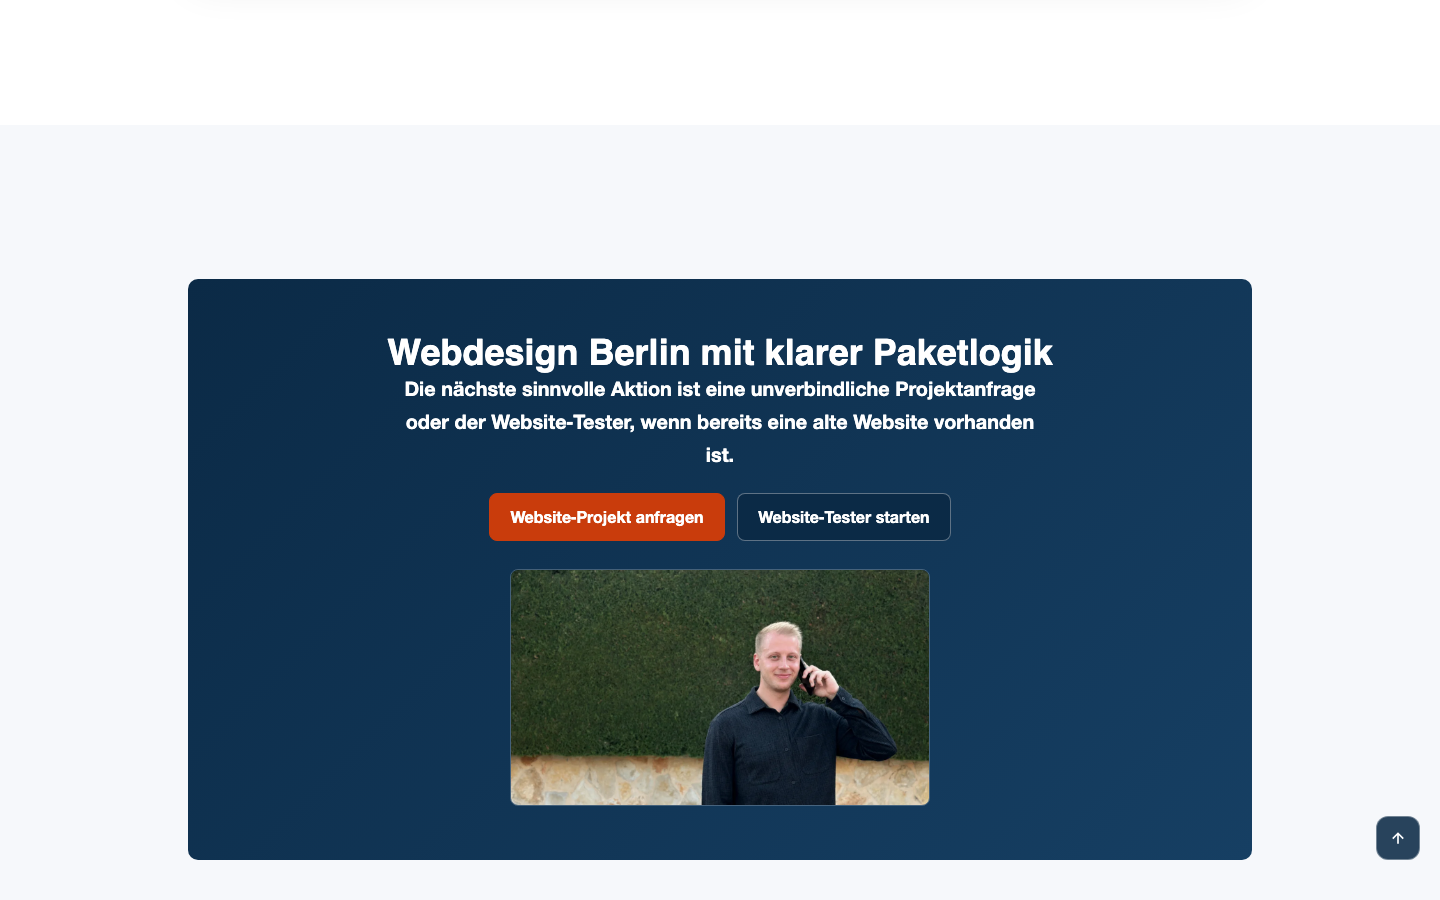 Webdesign Berlin mit klarer Paketlogik
Die nächste sinnvolle Aktion ist eine unverbindliche Projektanfrage
oder der Website-Tester, wenn bereits eine alte Website vorhanden
ist.
Website-Projekt anfragen
Website-Tester starten